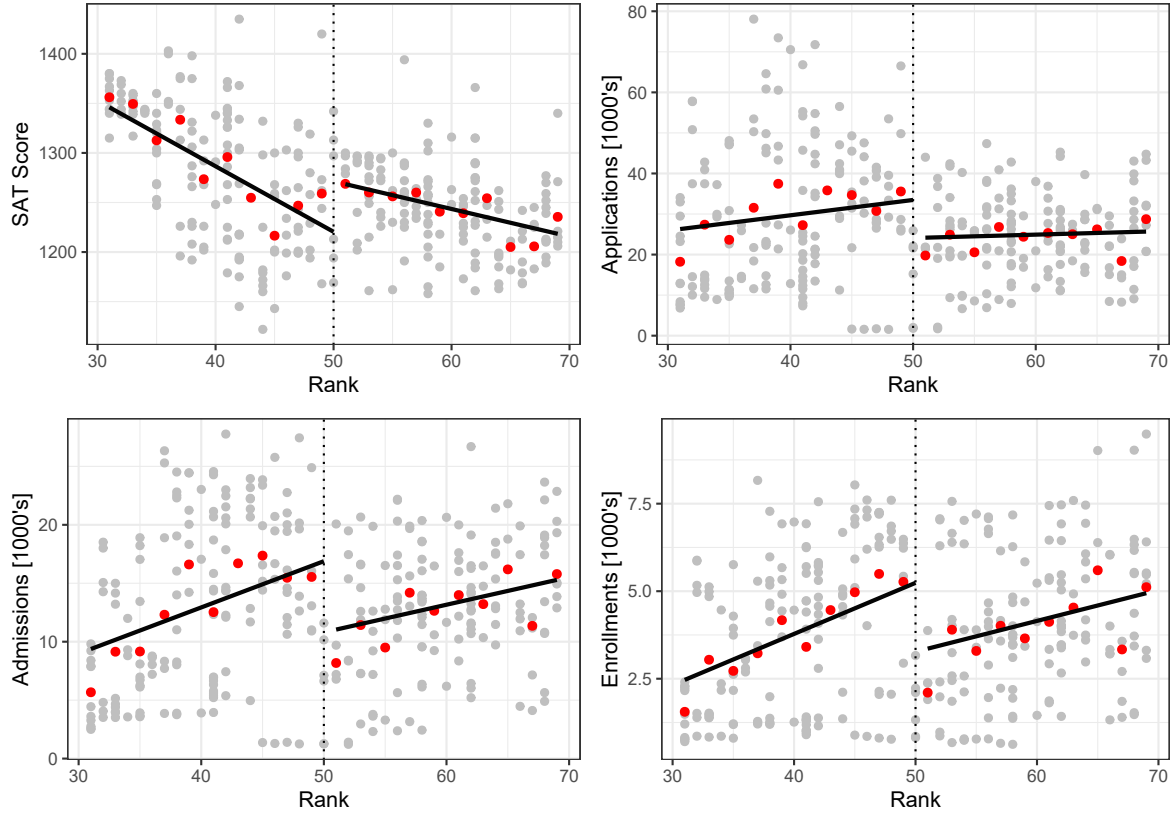 SAT Score
1400
1300
1200
30 40 50 60 70
Rank
Applications [1000's]
80
60
40
20
0
30 40 50 60 70
Rank
Admissions [1000's]
20
10
0
30 40 50 60 70
Rank
Enrollments [1000's]
7.5
5.0
2.5
30 40 50 60 70
Rank